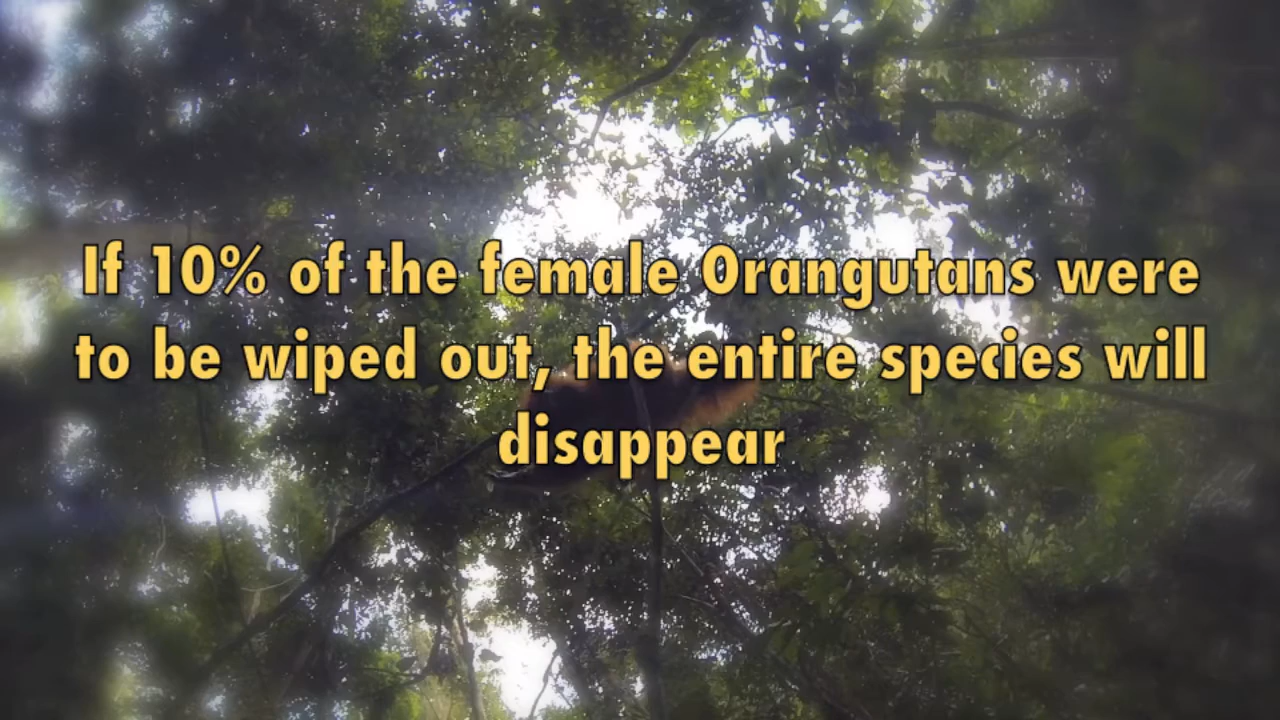 If 10% of the female Orangutans were
to be wiped out, the entire species will
disappear